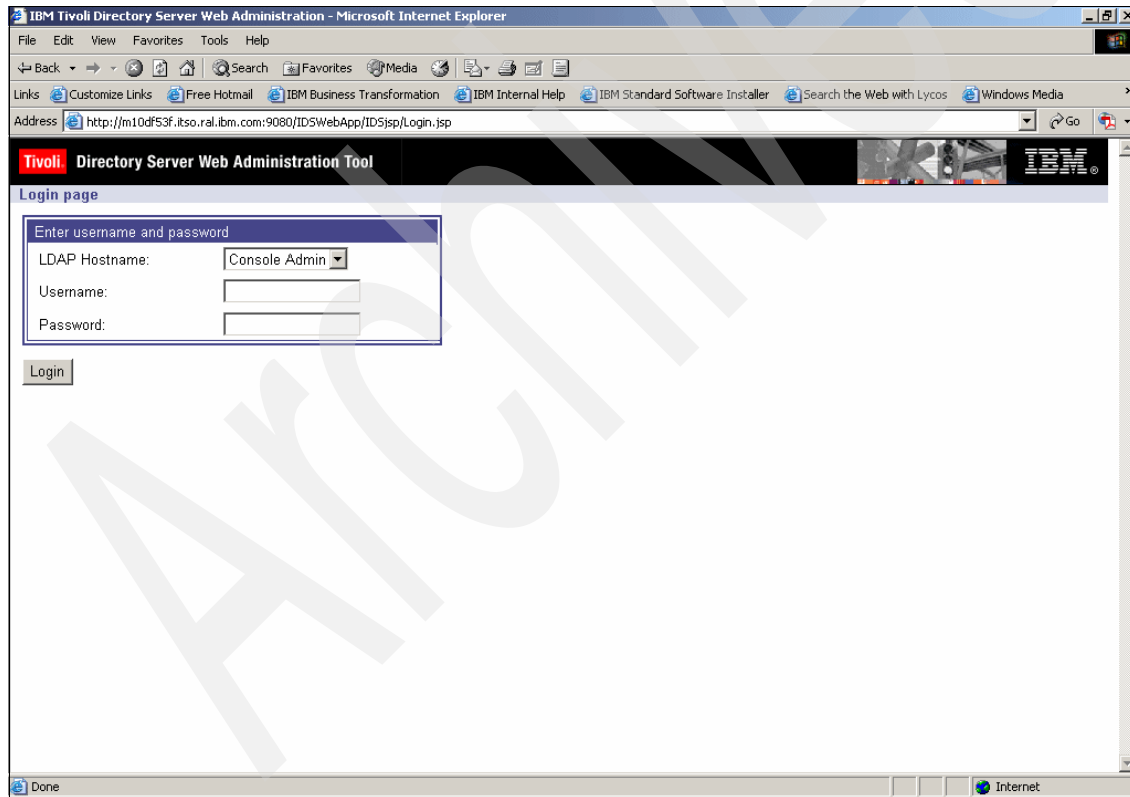 IBM Tivoli Directory Server Web Administration - Microsoft Internet Explorer
File Edit View Favorites Tools Help
Back Search Favorites Media
Links Customize Links Free Hotmail IBM Business Transformation IBM Internal Help IBM Standard Software Installer Search the Web with Lycos Windows Media
Address http://m10df53f.itso.ral.ibm.com:9080/IDSWebApp/IDSjsp/Login.jsp Go
Tivoli. Directory Server Web Administration Tool IBM®
Login page
Enter username and password
LDAP Hostname: Console Admin
Username:
Password:
Login
Done Internet